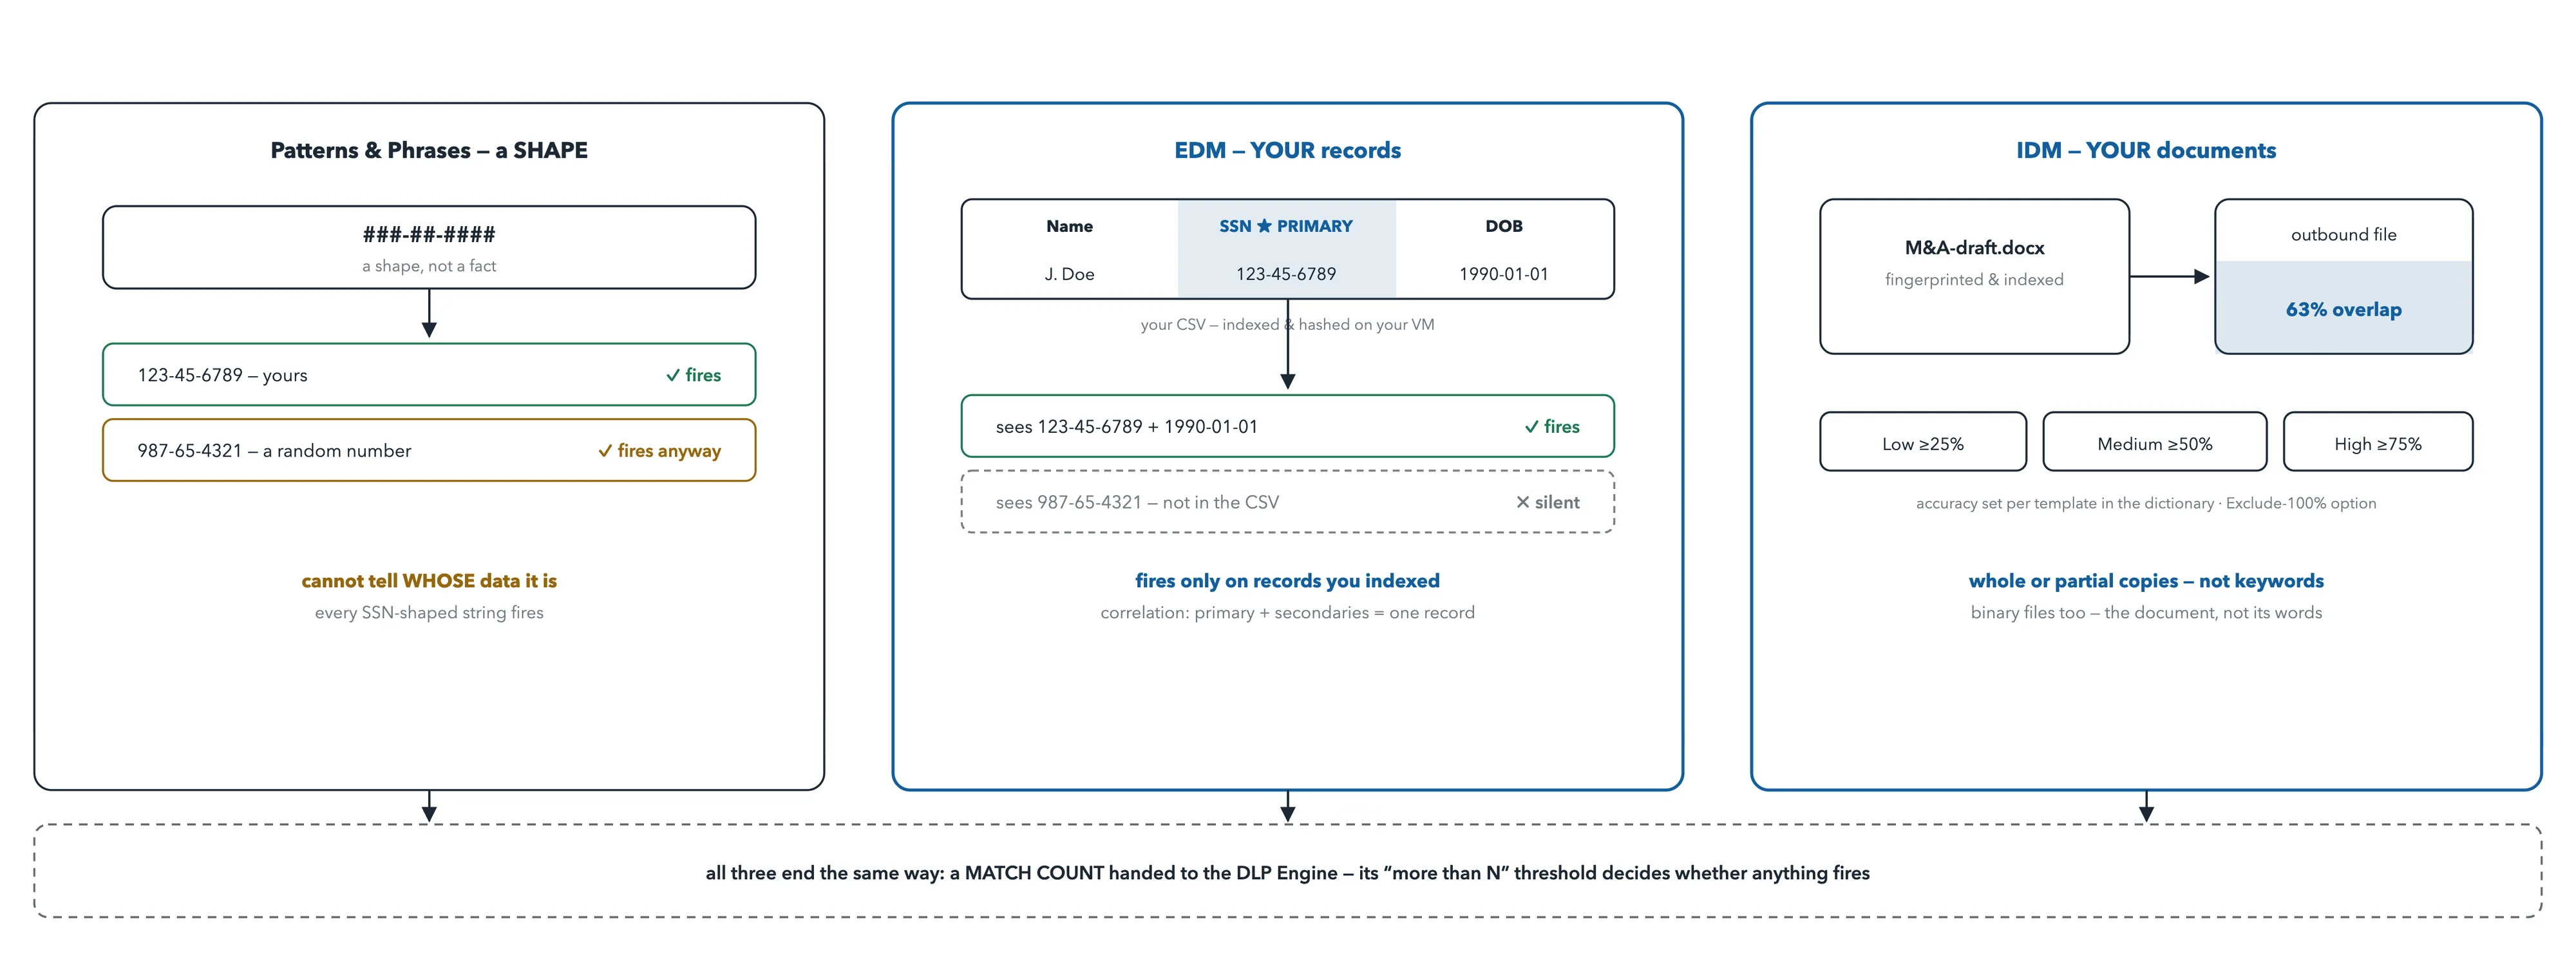 Patterns & Phrases – a SHAPE
###-##-####
a shape, not a fact
123-45-6789 – yours
✓ fires
987-65-4321 – a random number
✓ fires anyway
cannot tell WHOSE data it is
every SSN-shaped string fires
EDM – YOUR records
Name
SSN ★ PRIMARY
DOB
J. Doe
123-45-6789
1990-01-01
your CSV – indexed & hashed on your VM
sees 123-45-6789 + 1990-01-01
✓ fires
sees 987-65-4321 – not in the CSV
✕ silent
fires only on records you indexed
correlation: primary + secondaries = one record
IDM – YOUR documents
M&A-draft.docx
fingerprinted & indexed
outbound file
63% overlap
Low ≥25%
Medium ≥50%
High ≥75%
accuracy set per template in the dictionary · Exclude-100% option
whole or partial copies – not keywords
binary files too – the document, not its words
all three end the same way: a MATCH COUNT handed to the DLP Engine – its “more than N” threshold decides whether anything fires